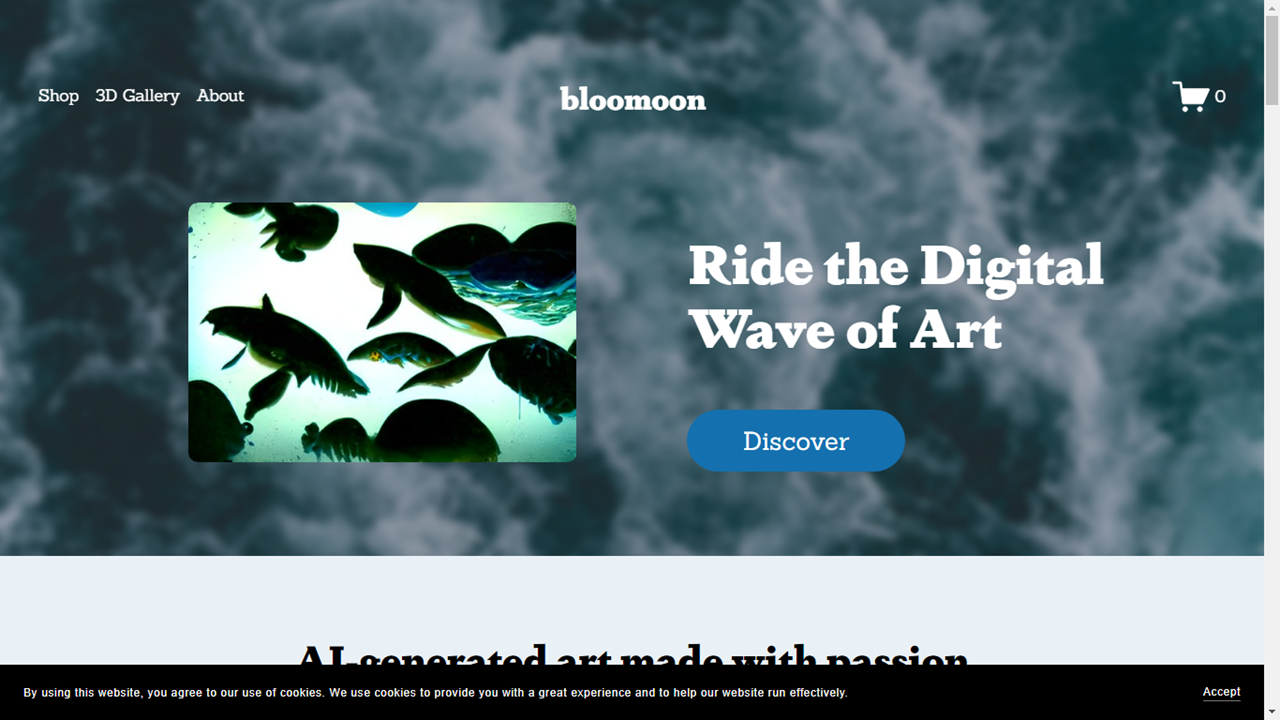 Shop 3D Gallery About
bloomoon
0
Ride the Digital
Wave of Art
Discover
AI-generated art made with passion
By using this website, you agree to our use of cookies. We use cookies to provide you with a great experience and to help our website run effectively.
Accept